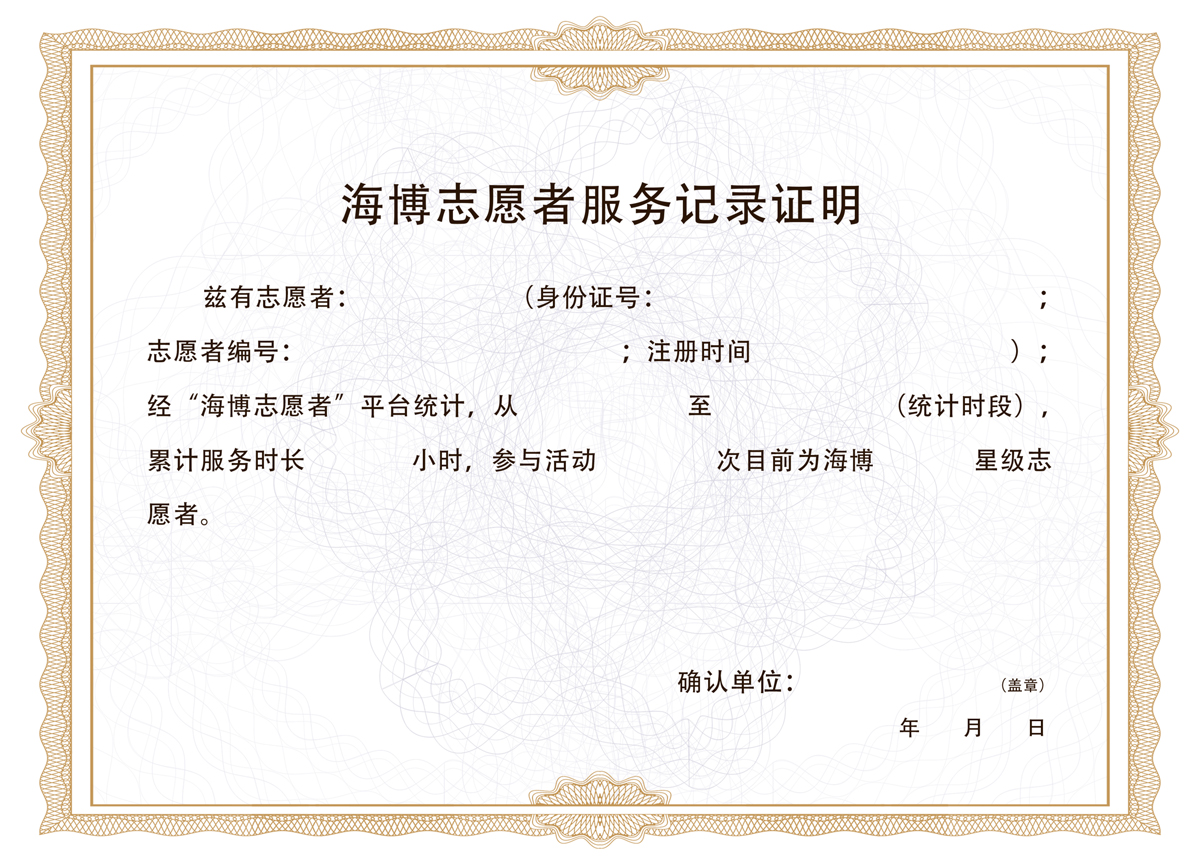 海博志愿者服务记录证明
兹有志愿者： （身份证号： ；
志愿者编号： ；注册时间 ）；
经“海博志愿者”平台统计，从 至 （统计时段），
累计服务时长 小时，参与活动 次目前为海博 星级志
愿者。
确认单位： （盖章）
年 月 日